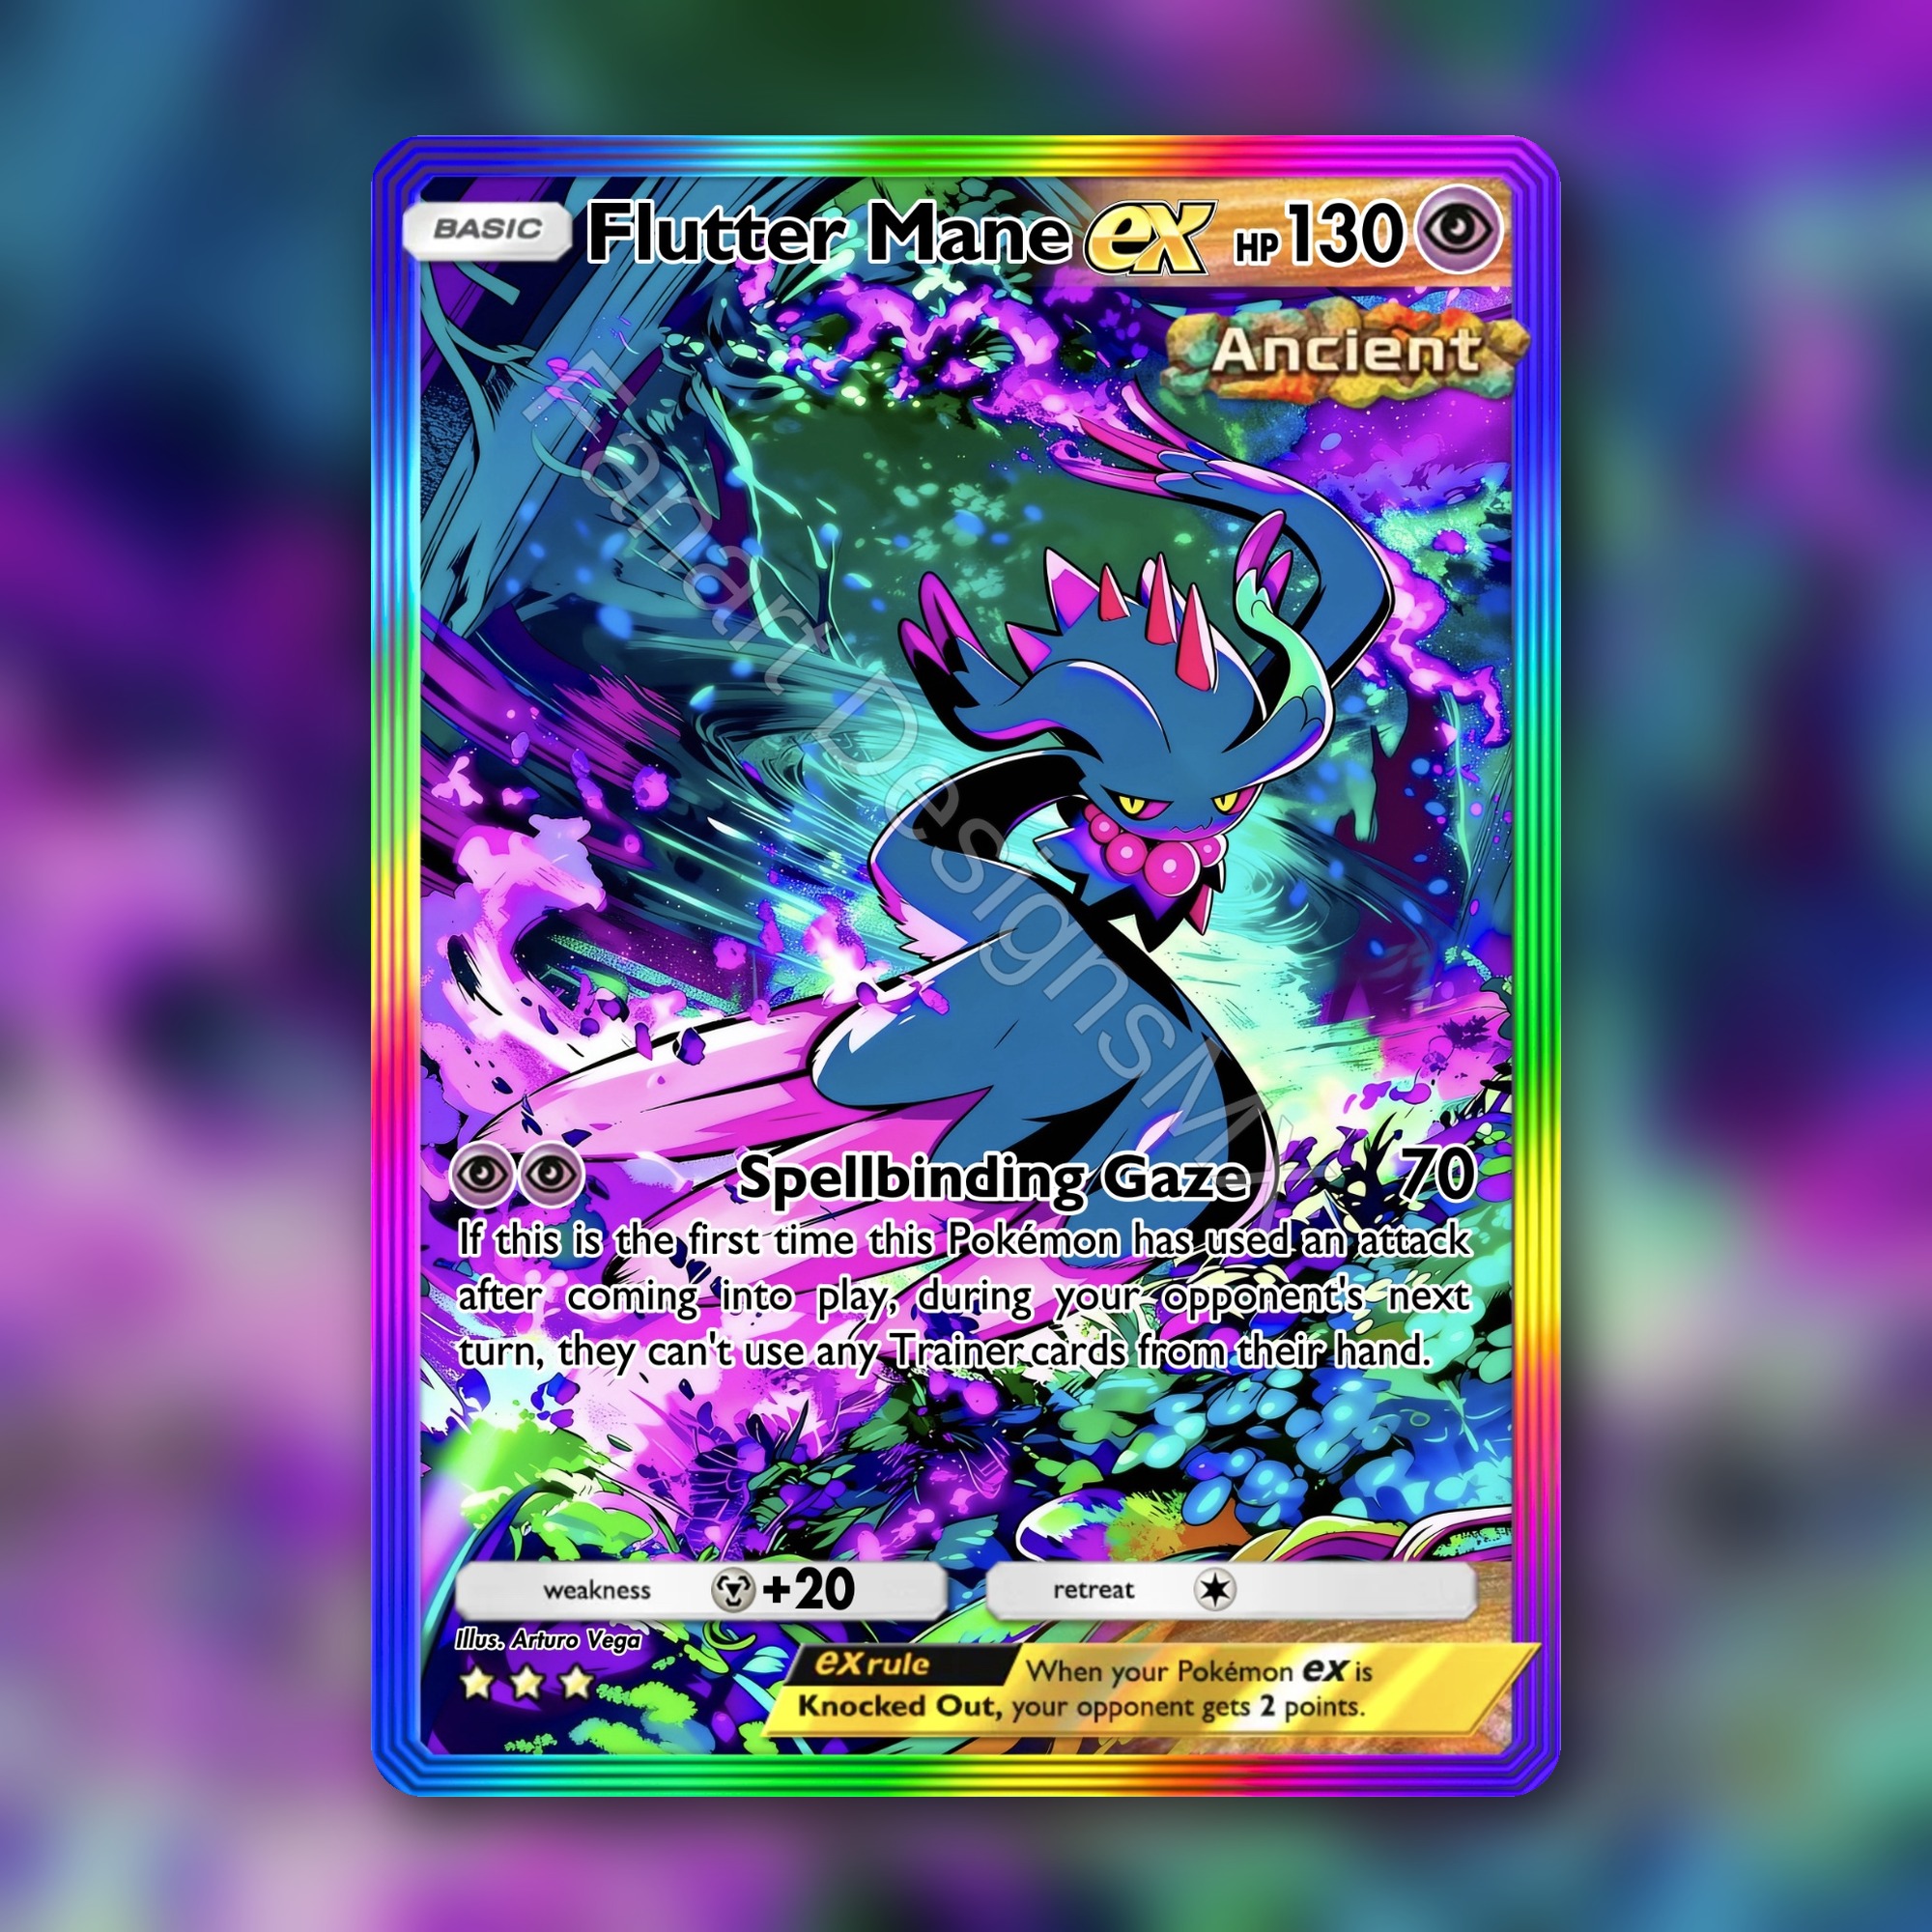 BASIC Flutter Mane ex HP 130
Ancient
Fanart DesignsMX
Spellbinding Gaze 70
If this is the first time this Pokémon has used an attack
after coming into play, during your opponent's next
turn, they can't use any Trainer cards from their hand.
weakness +20 retreat
Illus. Arturo Vega
ex rule When your Pokémon ex is
Knocked Out, your opponent gets 2 points.